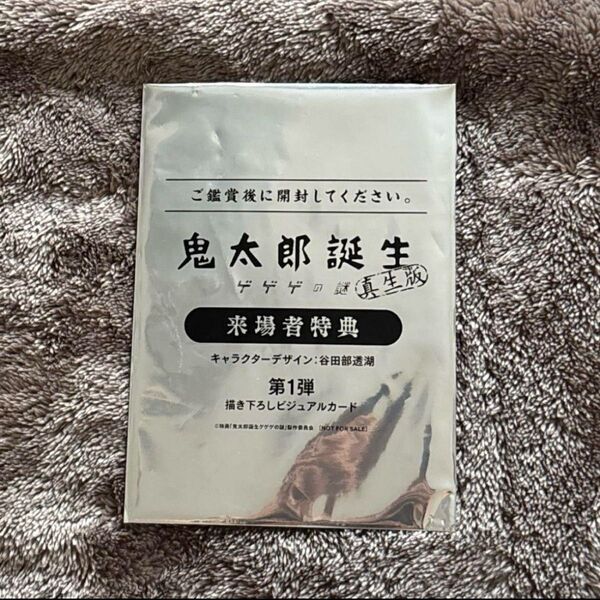 ご鑑賞後に開封してください。
鬼太郎誕生
ゲゲゲの謎 真生版
来場者特典
キャラクターデザイン:谷田部透湖
第1弾
描き下ろしビジュアルカード
©映画「鬼太郎誕生ゲゲゲの謎」製作委員会 [NOT FOR SALE]